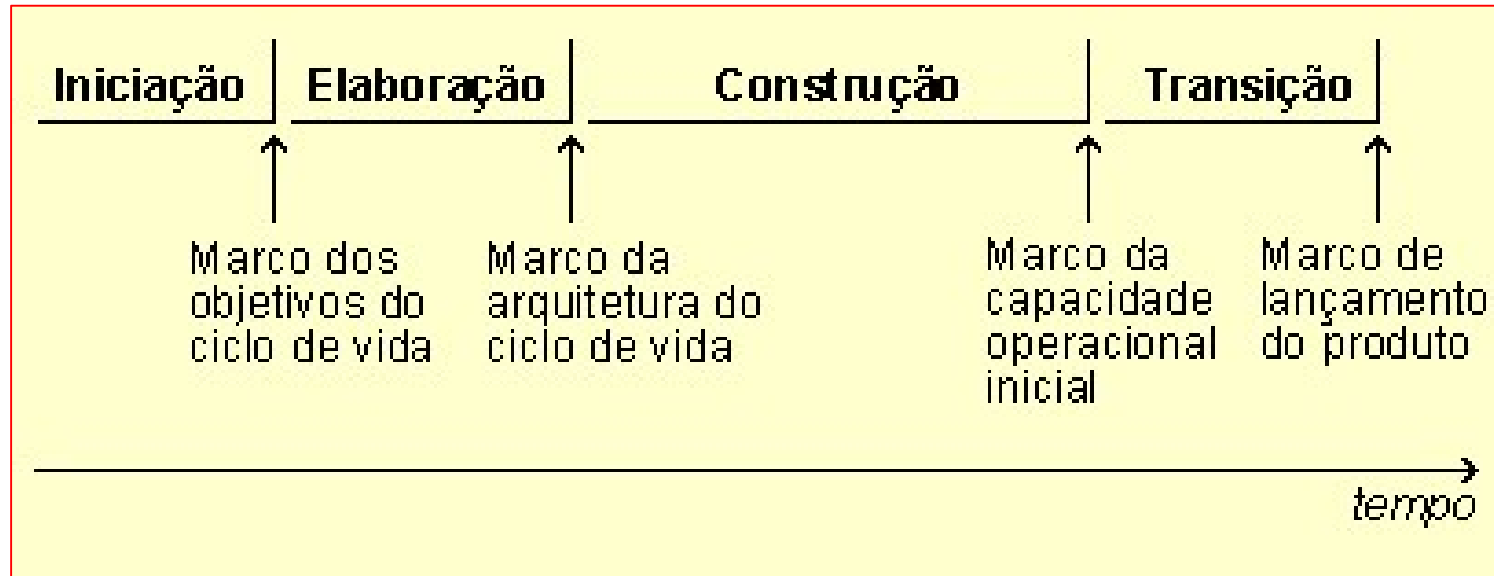 Iniciação Elaboração Construção Transição
Marco dos
objetivos do
ciclo de vida
Marco da
arquitetura do
ciclo de vida
Marco da
capacidade
operacional
inicial
Marco de
lançamento
do produto
tempo